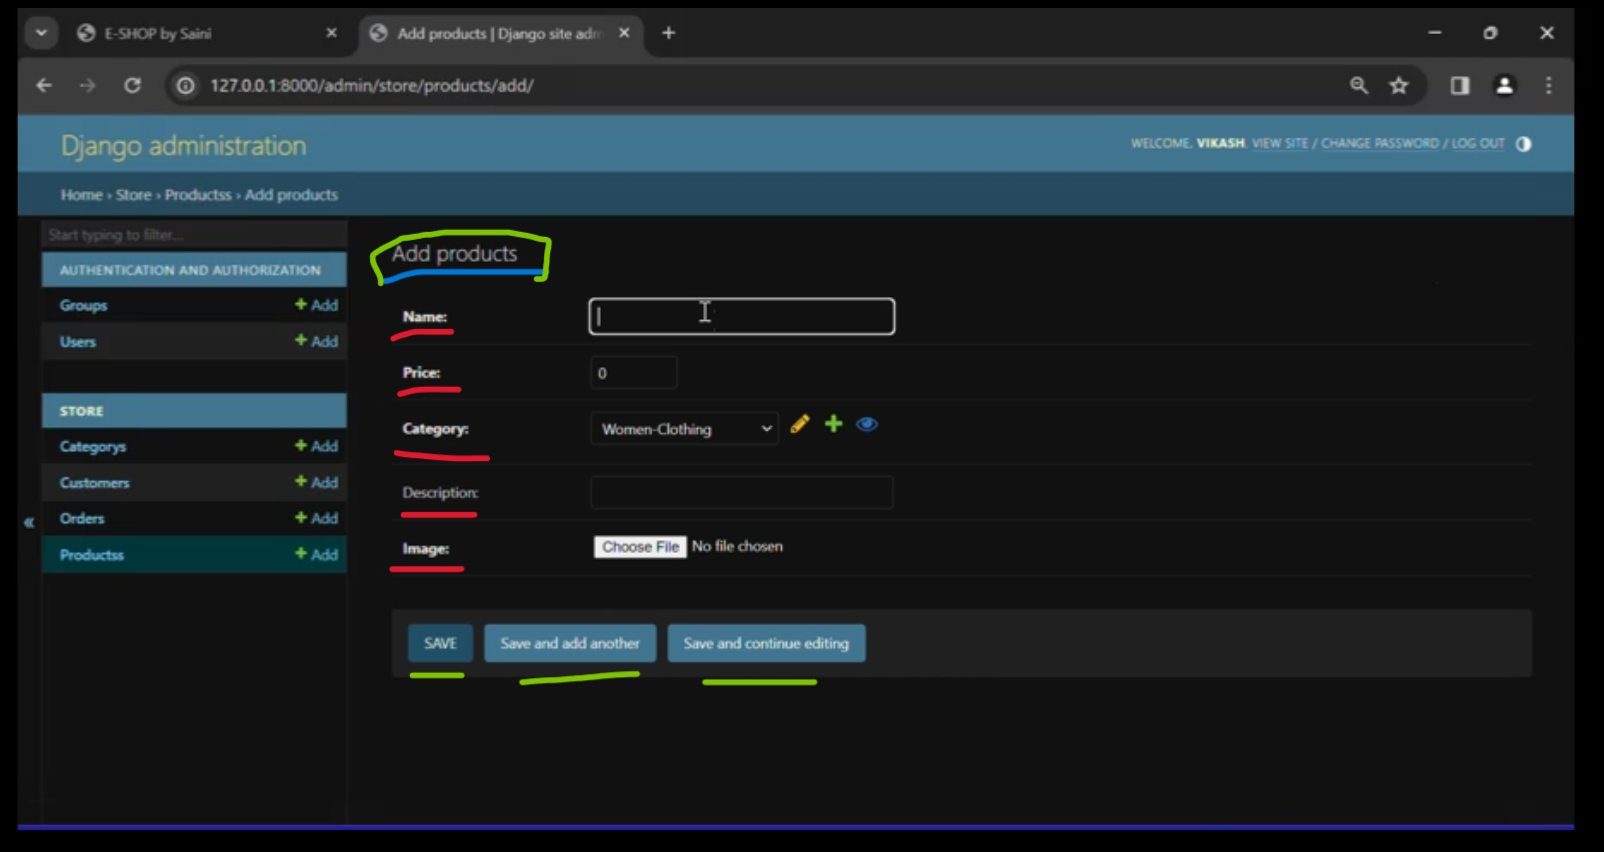 E-SHOP by Saini
Add products | Django site adm
127.0.0.1:8000/admin/store/products/add/
Django administration
WELCOME, VIKASH. VIEW SITE / CHANGE PASSWORD / LOG OUT
Home › Store › Productss › Add products
Start typing to filter...
AUTHENTICATION AND AUTHORIZATION
Groups + Add
Users + Add
STORE
Categorys + Add
Customers + Add
Orders + Add
Productss + Add
«
Add products
Name:
Price: 0
Category: Women-Clothing
Description:
Image: Choose File No file chosen
SAVE Save and add another Save and continue editing